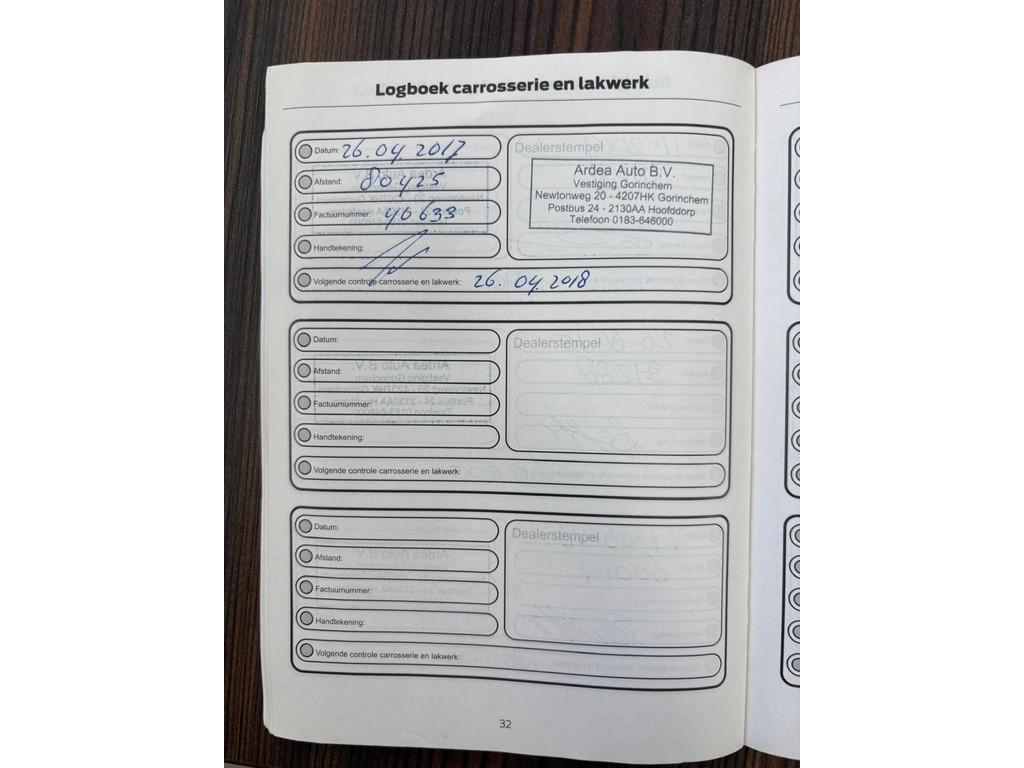 Logboek carrosserie en lakwerk
Datum: 26.04.2017
Afstand: 80425
Factuurnummer: 40633
Handtekening:
Volgende controle carrosserie en lakwerk: 26.04.2018
Dealerstempel
Ardea Auto B.V.
Vestiging Gorinchem
Newtonweg 20 - 4207HK Gorinchem
Postbus 24 - 2130AA Hoofddorp
Telefoon 0183-646000
Datum:
Afstand:
Factuurnummer:
Handtekening:
Volgende controle carrosserie en lakwerk:
Dealerstempel
Datum:
Afstand:
Factuurnummer:
Handtekening:
Volgende controle carrosserie en lakwerk:
Dealerstempel
32